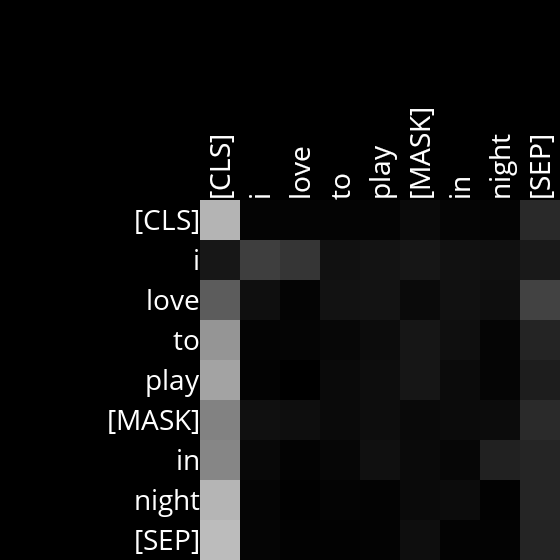 [CLS] i love to play [MASK] in night [SEP]
[CLS]
i
love
to
play
[MASK]
in
night
[SEP]